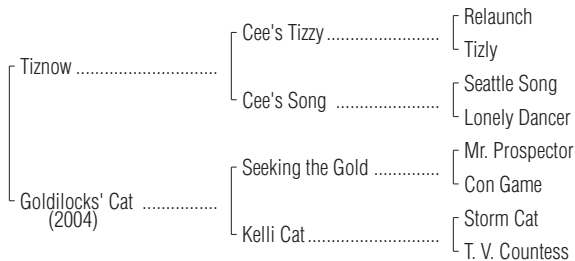 Relaunch
Cee's Tizzy
Tizly
Tiznow
Seattle Song
Cee's Song
Lonely Dancer
Mr. Prospector
Seeking the Gold
Con Game
Goldilocks' Cat
(2004)
Storm Cat
Kelli Cat
T. V. Countess